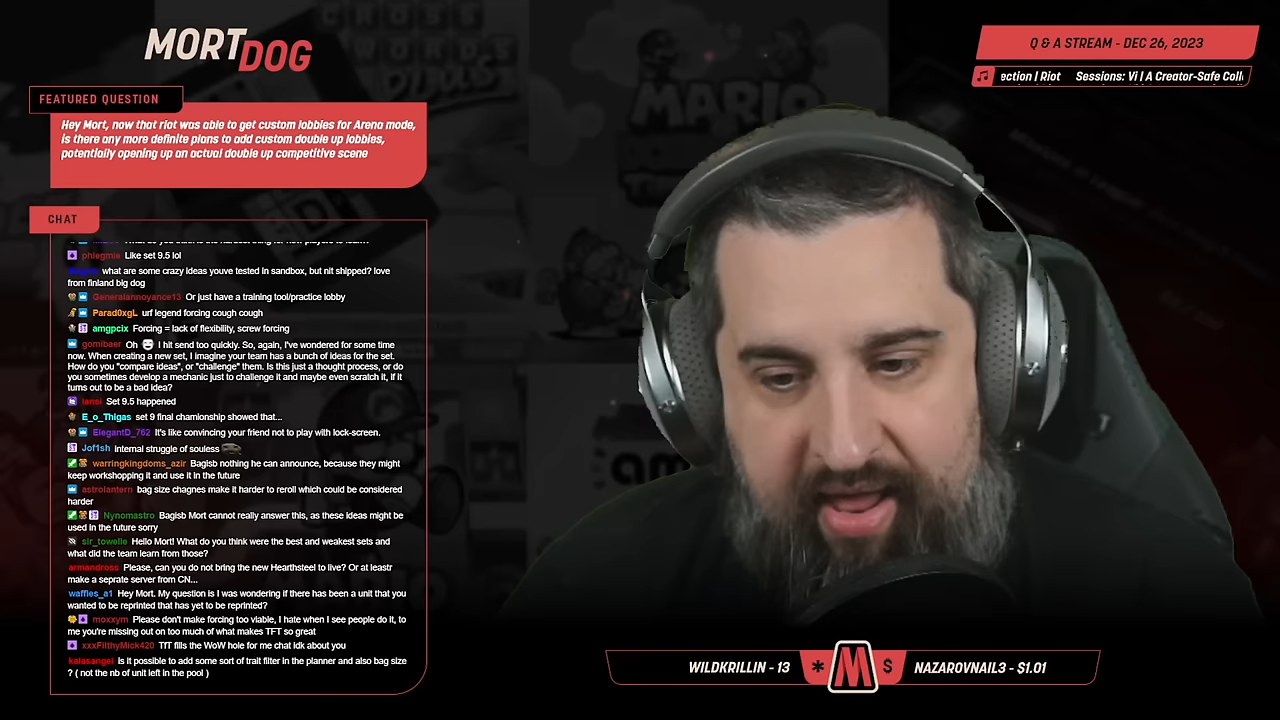 MORTDOG
Q & A STREAM - DEC 26, 2023
ection | Riot Sessions: Vi | A Creator-Safe Coll
FEATURED QUESTION
Hey Mort, now that riot was able to get custom lobbies for Arena mode,
is there any more definite plans to add custom double up lobbies,
potentially opening up an actual double up competitive scene
CHAT
phlegmia Like set 9.5 lol
what are some crazy ideas youve tested in sandbox, but nit shipped? love
from finland big dog
Generalannoyance13 Or just have a training tool/practice lobby
Parad0xgL urf legend forcing cough cough
amgpcix Forcing = lack of flexibility, screw forcing
gomibaer Oh I hit send too quickly. So, again, I've wondered for some time
now. When creating a new set, I imagine your team has a bunch of ideas for the set.
How do you "compare ideas", or "challenge" them. Is this just a thought process, or do
you sometimes develop a mechanic just to challenge it and maybe even scratch it, if it
turns out to be a bad idea?
iansi Set 9.5 happened
E_o_Thigas set 9 final chamionship showed that...
ElegantD_762 It's like convincing your friend not to play with lock-screen.
Jof1sh internal struggle of souless
warringkingdoms_azir Bagisb nothing he can announce, because they might
keep workshopping it and use it in the future
astrolantern bag size chagnes make it harder to reroll which could be considered
harder
Nynomastro Bagisb Mort cannot really answer this, as these ideas might be
used in the future sorry
sir_towelie Hello Mort! What do you think were the best and weakest sets and
what did the team learn from those?
armandross Please, can you do not bring the new Hearthsteel to live? Or at leastr
make a seprate server from CN...
waffles_a1 Hey Mort. My question is I was wondering if there has been a unit that you
wanted to be reprinted that has yet to be reprinted?
moxxym Please don't make forcing too viable, I hate when I see people do it, to
me you're missing out on too much of what makes TFT so great
xxxFilthyMick420 TfT fills the WoW hole for me chat idk about you
kalasangel Is it possible to add some sort of trait filter in the planner and also bag size
? ( not the nb of unit left in the pool )
WILDKRILLIN - 13 * M $ NAZAROVNAIL3 - $1.01
CROSS
WORDS
MARIO
am